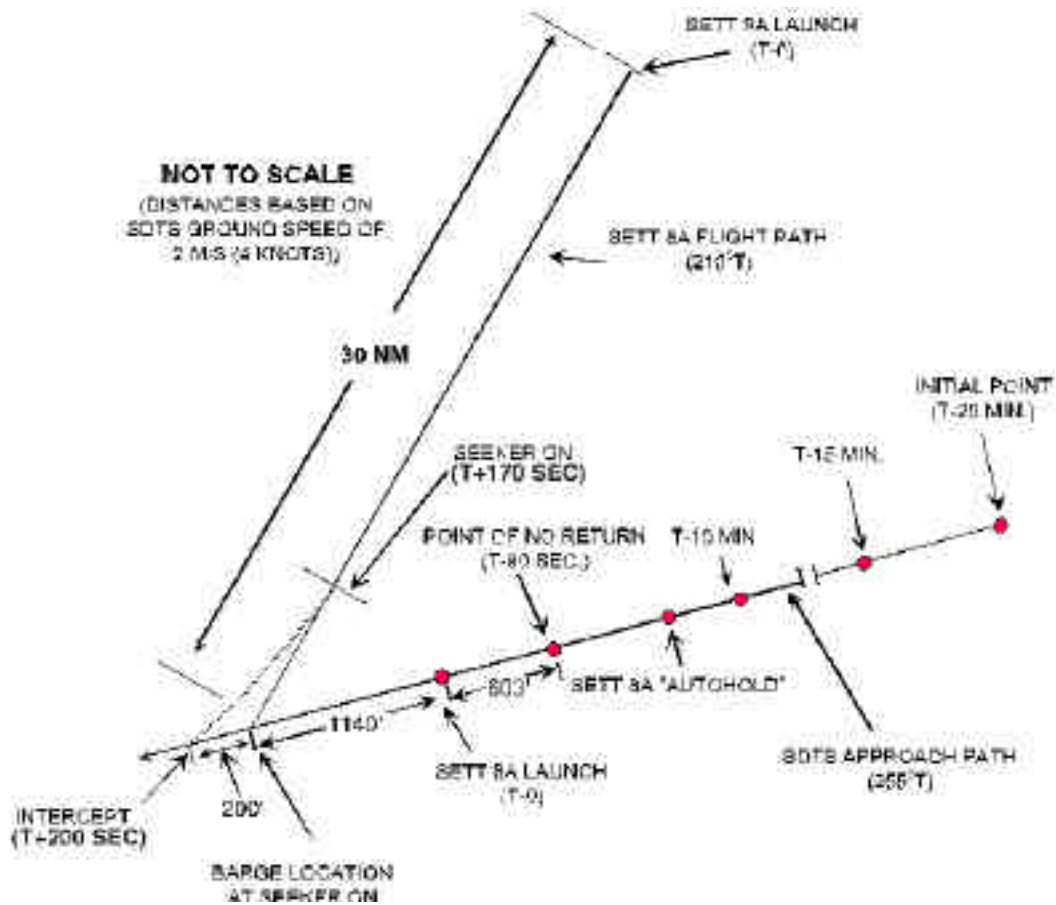 SETT 8A LAUNCH
(T-0)
NOT TO SCALE
(DISTANCES BASED ON
SDTS GROUND SPEED OF
2 M/S (4 KNOTS))
SETT 8A FLIGHT PATH
(210°T)
30 NM
INITIAL POINT
SEEKER ON
(T+170 SEC)
T-15 MIN.
POINT OF NO RETURN
T-10 MIN
SETT 8A "AUTOHOLD"
1140'
SETT 8A LAUNCH
(T-0)
SDTS APPROACH PATH
(255°T)
200'
INTERCEPT
(T+200 SEC)
BARGE LOCATION
AT SEEKER ON